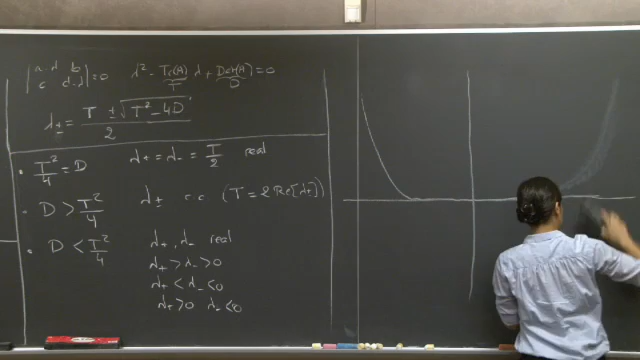 | a-λ b | = 0 λ² - Tr(A) λ + Det(A) = 0
| c d-λ | T D
λ± = T ± √T² - 4D / 2
• T²/4 = D λ+ = λ- = T/2 real
• D > T²/4 λ± c.c (T = 2 Re[λ±])
• D < T²/4 λ+, λ- real
λ+ > λ- > 0
λ+ < λ- < 0
λ+ > 0 λ- < 0